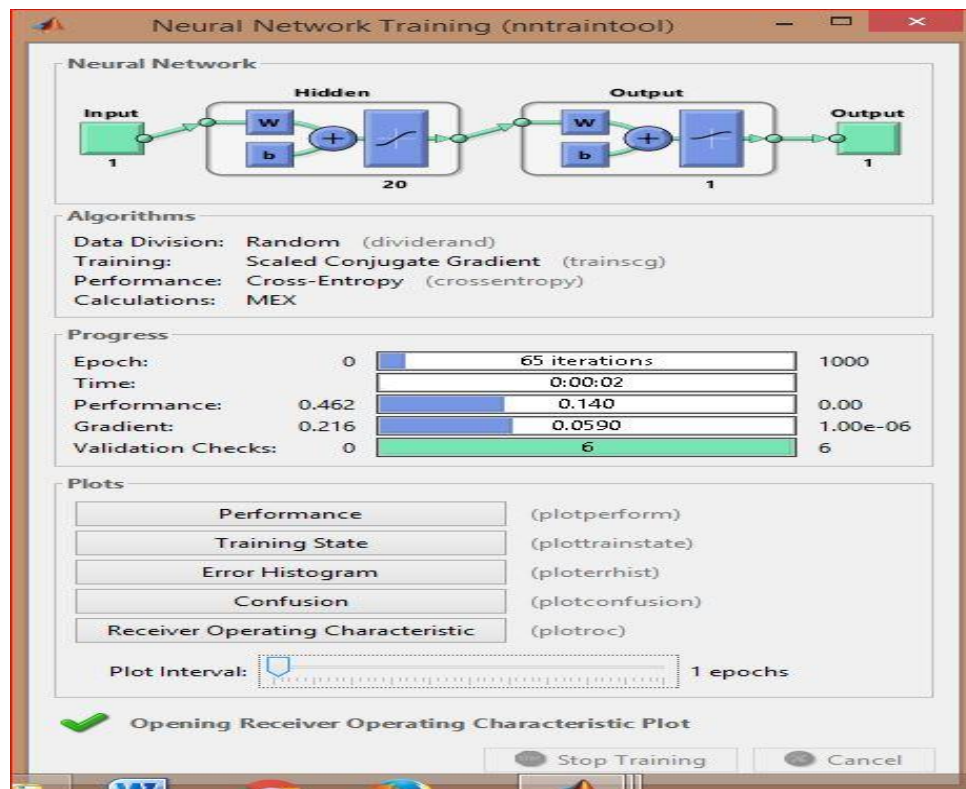 Neural Network Training (nntraintool)
Neural Network
Hidden
Output
Input
Output
W
W
b
b
1
20
1
1
Algorithms
Data Division: Random (dividerand)
Training: Scaled Conjugate Gradient (trainscg)
Performance: Cross-Entropy (crossentropy)
Calculations: MEX
Progress
Epoch: 0 65 iterations 1000
Time: 0:00:02
Performance: 0.462 0.140 0.00
Gradient: 0.216 0.0590 1.00e-06
Validation Checks: 0 6 6
Plots
Performance (plotperform)
Training State (plottrainstate)
Error Histogram (ploterrhist)
Confusion (plotconfusion)
Receiver Operating Characteristic (plotroc)
Plot Interval: 1 epochs
Opening Receiver Operating Characteristic Plot
Stop Training Cancel